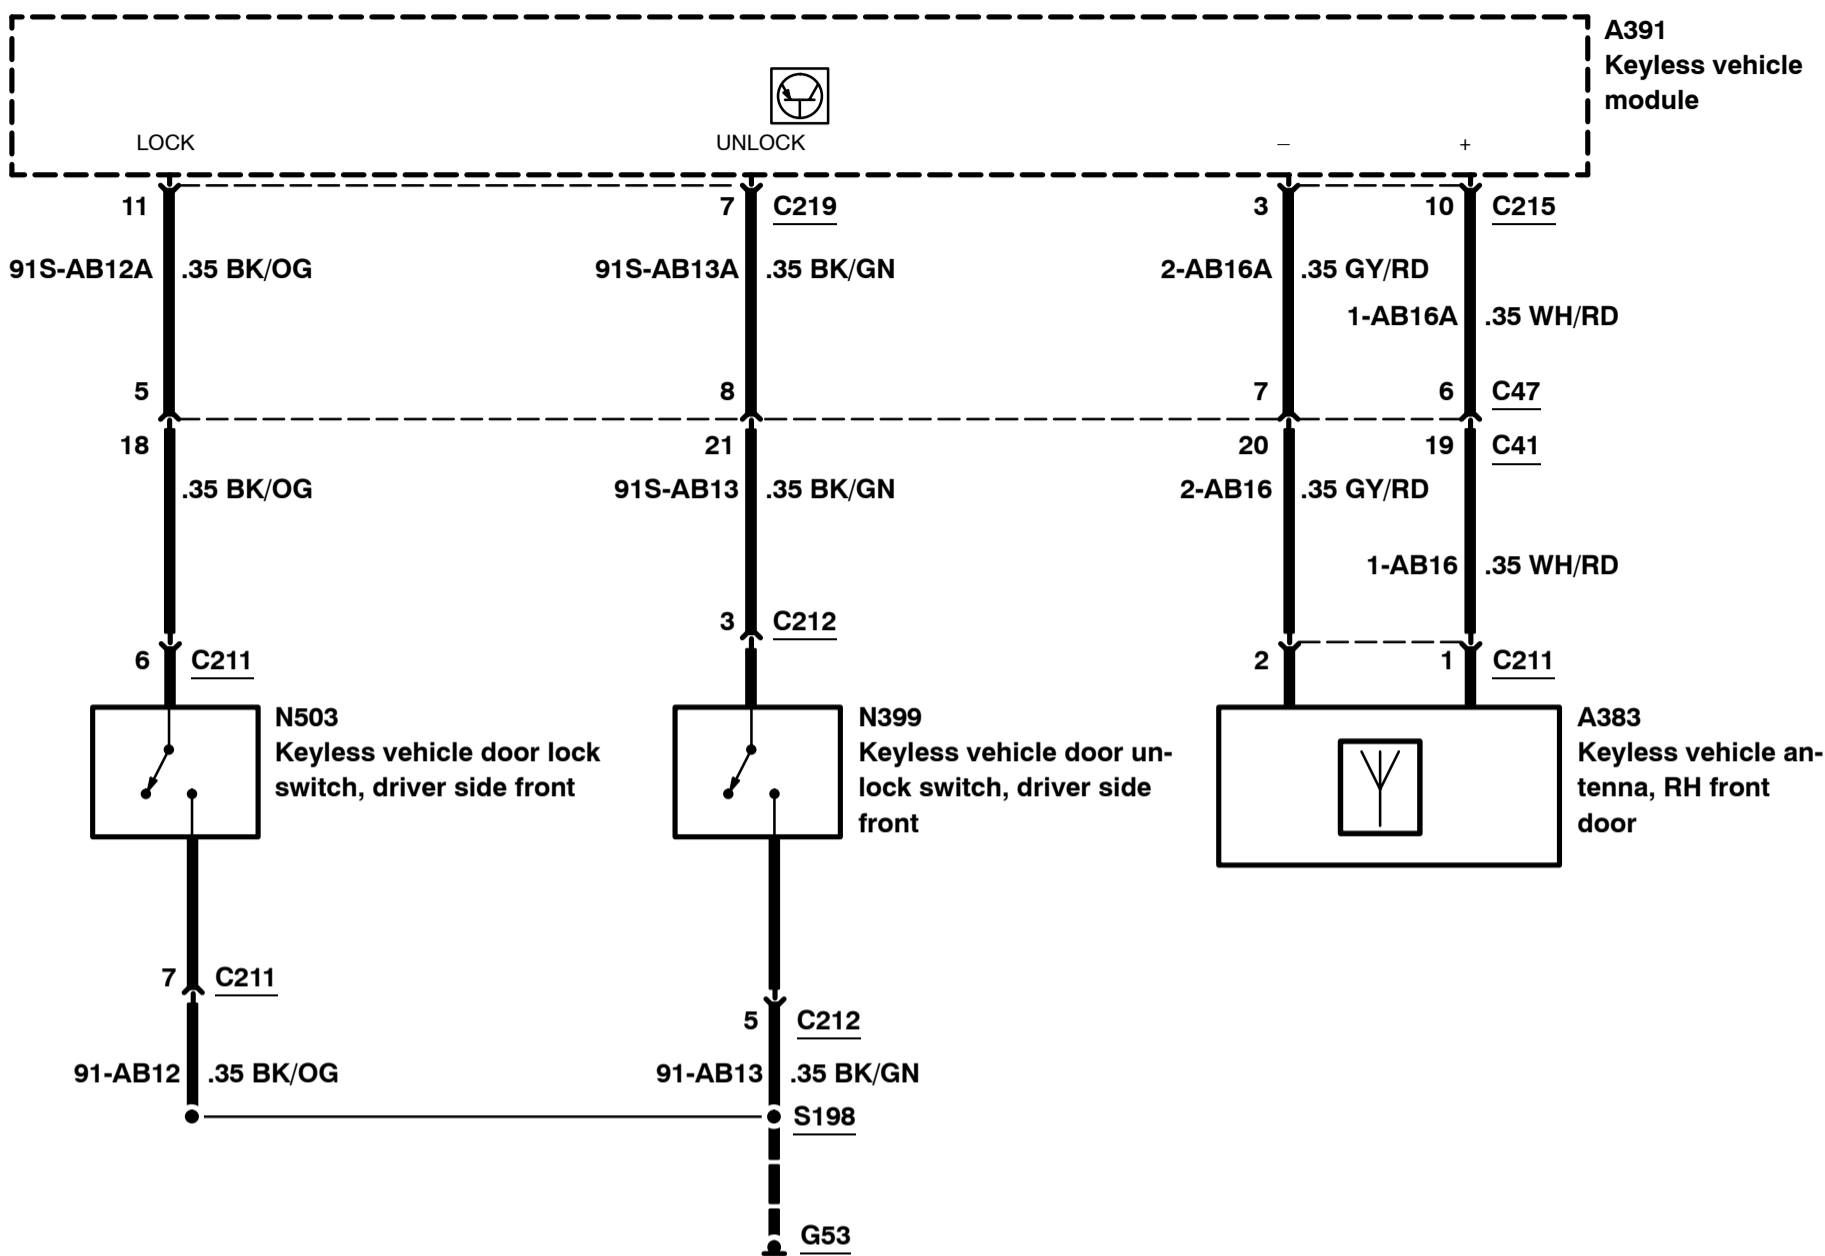 A391
Keyless vehicle
module
LOCK
UNLOCK
–
+
11
7
C219
3
10
C215
91S-AB12A
.35 BK/OG
91S-AB13A
.35 BK/GN
2-AB16A
.35 GY/RD
1-AB16A
.35 WH/RD
5
8
7
6
C47
18
21
20
19
C41
.35 BK/OG
91S-AB13
.35 BK/GN
2-AB16
.35 GY/RD
1-AB16
.35 WH/RD
3
C212
6
C211
2
1
C211
N503
Keyless vehicle door lock
switch, driver side front
N399
Keyless vehicle door un-
lock switch, driver side
front
A383
Keyless vehicle an-
tenna, RH front
door
7
C211
5
C212
91-AB12
.35 BK/OG
91-AB13
.35 BK/GN
S198
G53